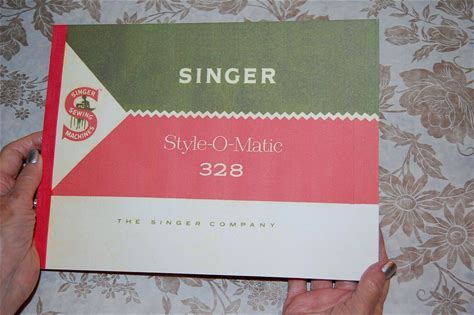 SINGER
SINGER
SEWING
MACHINES
Style-O-Matic
328
THE SINGER COMPANY